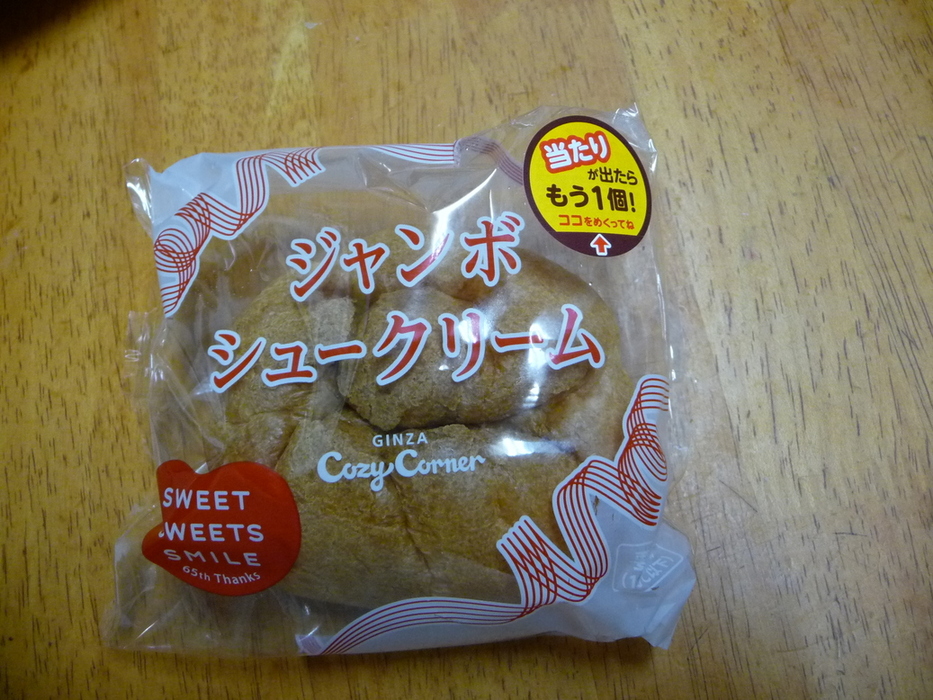 当たり
が出たら
もう1個!
ココをめくってね
ジャンボ
シュークリーム
GINZA
Cozy Corner
SWEET
SWEETS
SMILE
65th Thanks